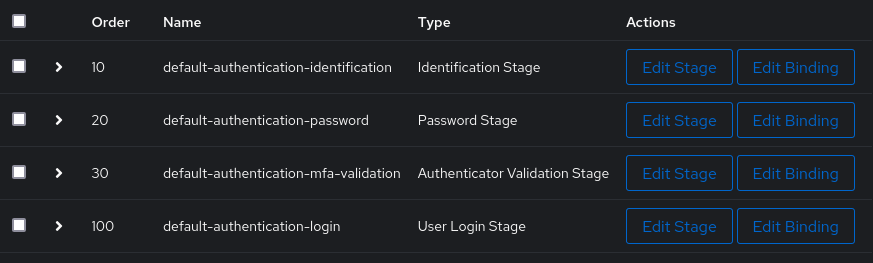 Order Name Type Actions
10 default-authentication-identification Identification Stage Edit Stage Edit Binding
20 default-authentication-password Password Stage Edit Stage Edit Binding
30 default-authentication-mfa-validation Authenticator Validation Stage Edit Stage Edit Binding
100 default-authentication-login User Login Stage Edit Stage Edit Binding